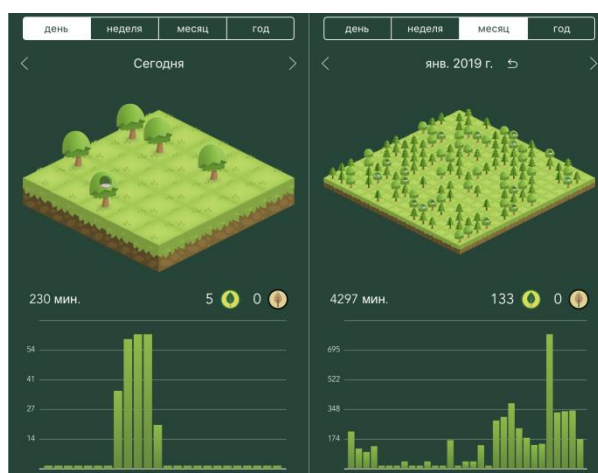 день неделя месяц год
Сегодня
230 мин. 5 0
54
41
27
14
день неделя месяц год
янв. 2019 г.
4297 мин. 133 0
695
522
348
174